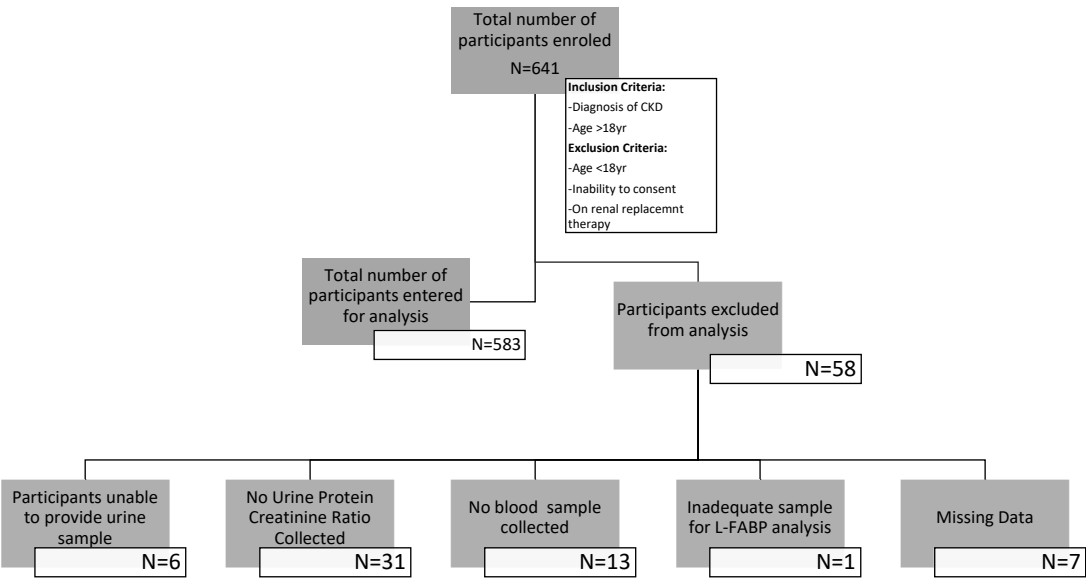 Total number of
participants enroled
N=641
Inclusion Criteria:
-Diagnosis of CKD
-Age >18yr
Exclusion Criteria:
-Age <18yr
-Inability to consent
-On renal replacemnt
therapy
Total number of
participants entered
for analysis
N=583
Participants excluded
from analysis
N=58
Participants unable
to provide urine
sample
N=6
No Urine Protein
Creatinine Ratio
Collected
N=31
No blood sample
collected
N=13
Inadequate sample
for L-FABP analysis
N=1
Missing Data
N=7